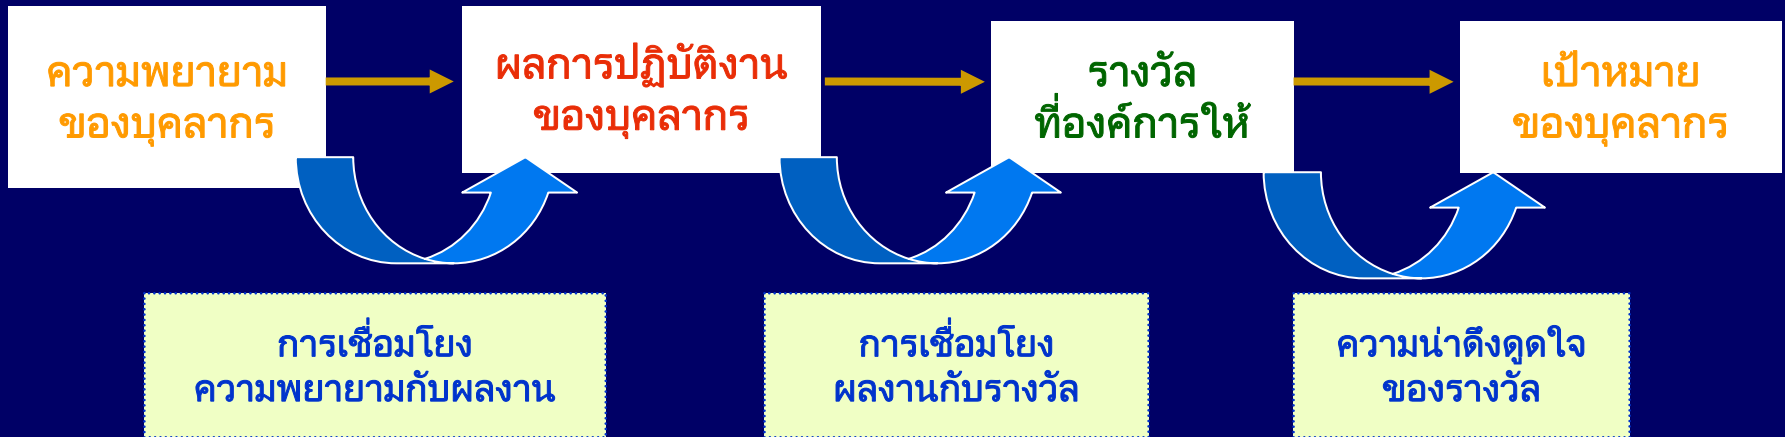 ความพยายาม
ของบุคลากร
ผลการปฏิบัติงาน
ของบุคลากร
รางวัล
ที่องค์การให้
เป้าหมาย
ของบุคลากร
การเชื่อมโยง
ความพยายามกับผลงาน
การเชื่อมโยง
ผลงานกับรางวัล
ความน่าดึงดูดใจ
ของรางวัล